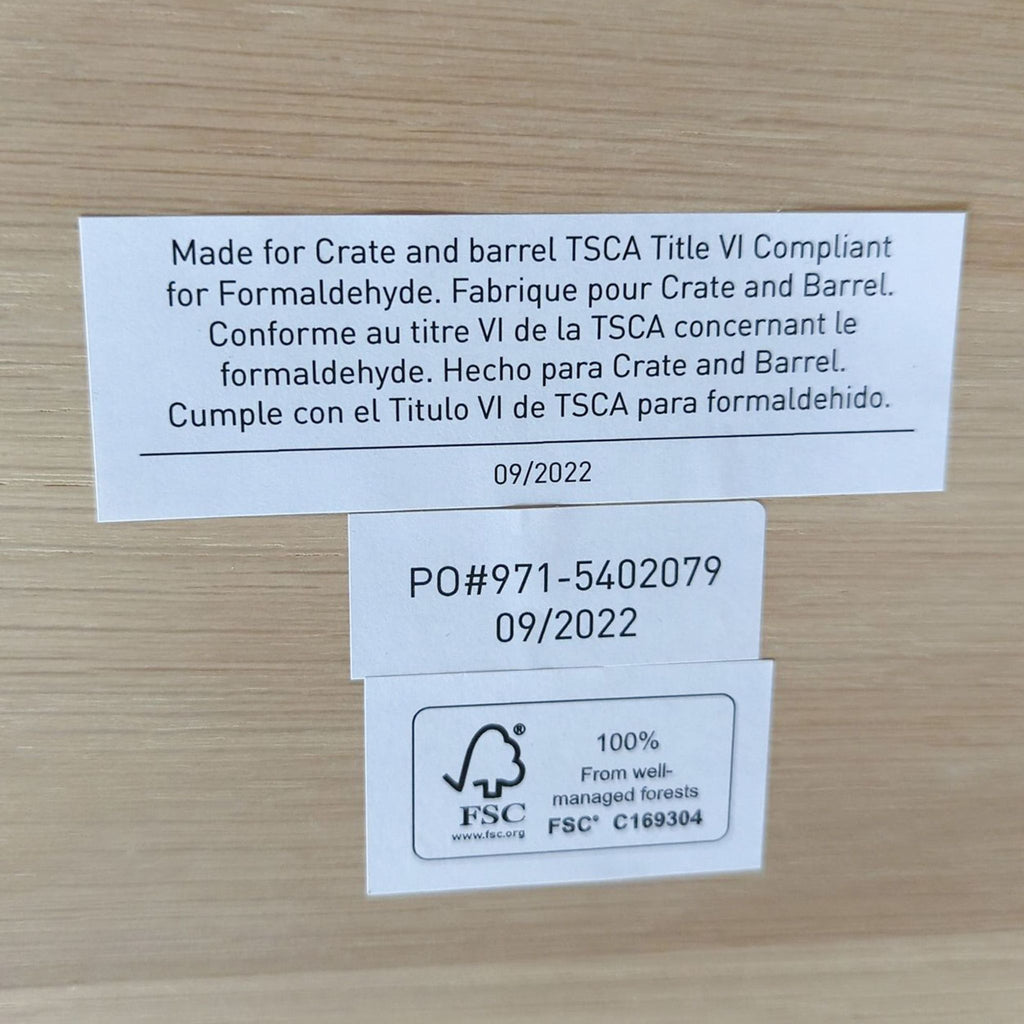 Made for Crate and barrel TSCA Title VI Compliant
for Formaldehyde. Fabrique pour Crate and Barrel.
Conforme au titre VI de la TSCA concernant le
formaldehyde. Hecho para Crate and Barrel.
Cumple con el Titulo VI de TSCA para formaldehido.
09/2022
PO#971-5402079
09/2022
®
FSC
www.fsc.org
100%
From well-
managed forests
FSC® C169304